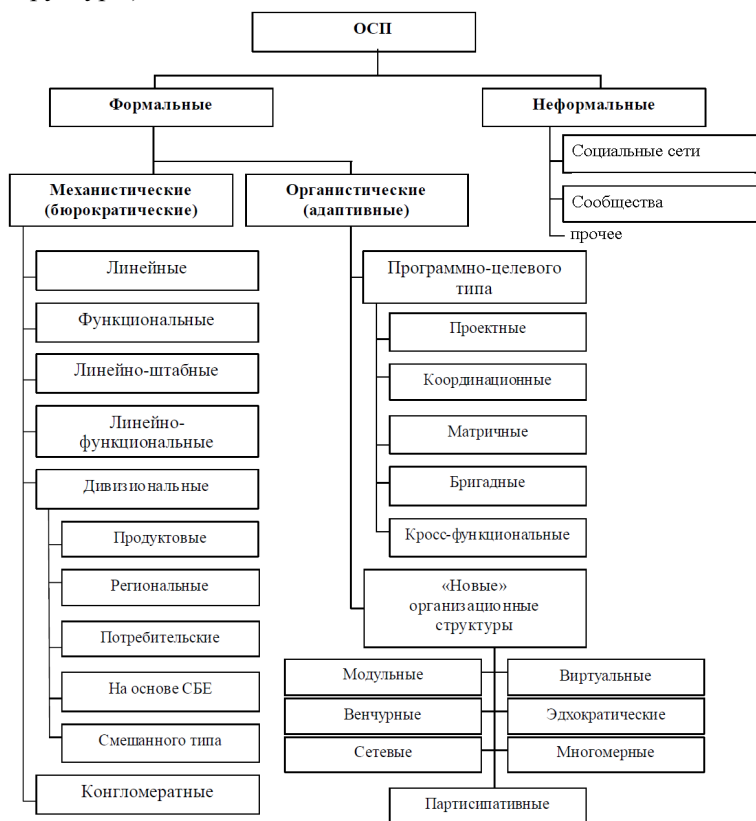 ОСП
Формальные
Неформальные
Социальные сети
Сообщества
прочее
Механистические
(бюрократические)
Органистические
(адаптивные)
Линейные
Функциональные
Линейно-штабные
Линейно-
функциональные
Дивизиональные
Продуктовые
Региональные
Потребительские
На основе СБЕ
Смешанного типа
Конгломератные
Программно-целевого
типа
Проектные
Координационные
Матричные
Бригадные
Кросс-функциональные
«Новые»
организационные
структуры
Модульные
Виртуальные
Венчурные
Эдхократические
Сетевые
Многомерные
Партисипативные